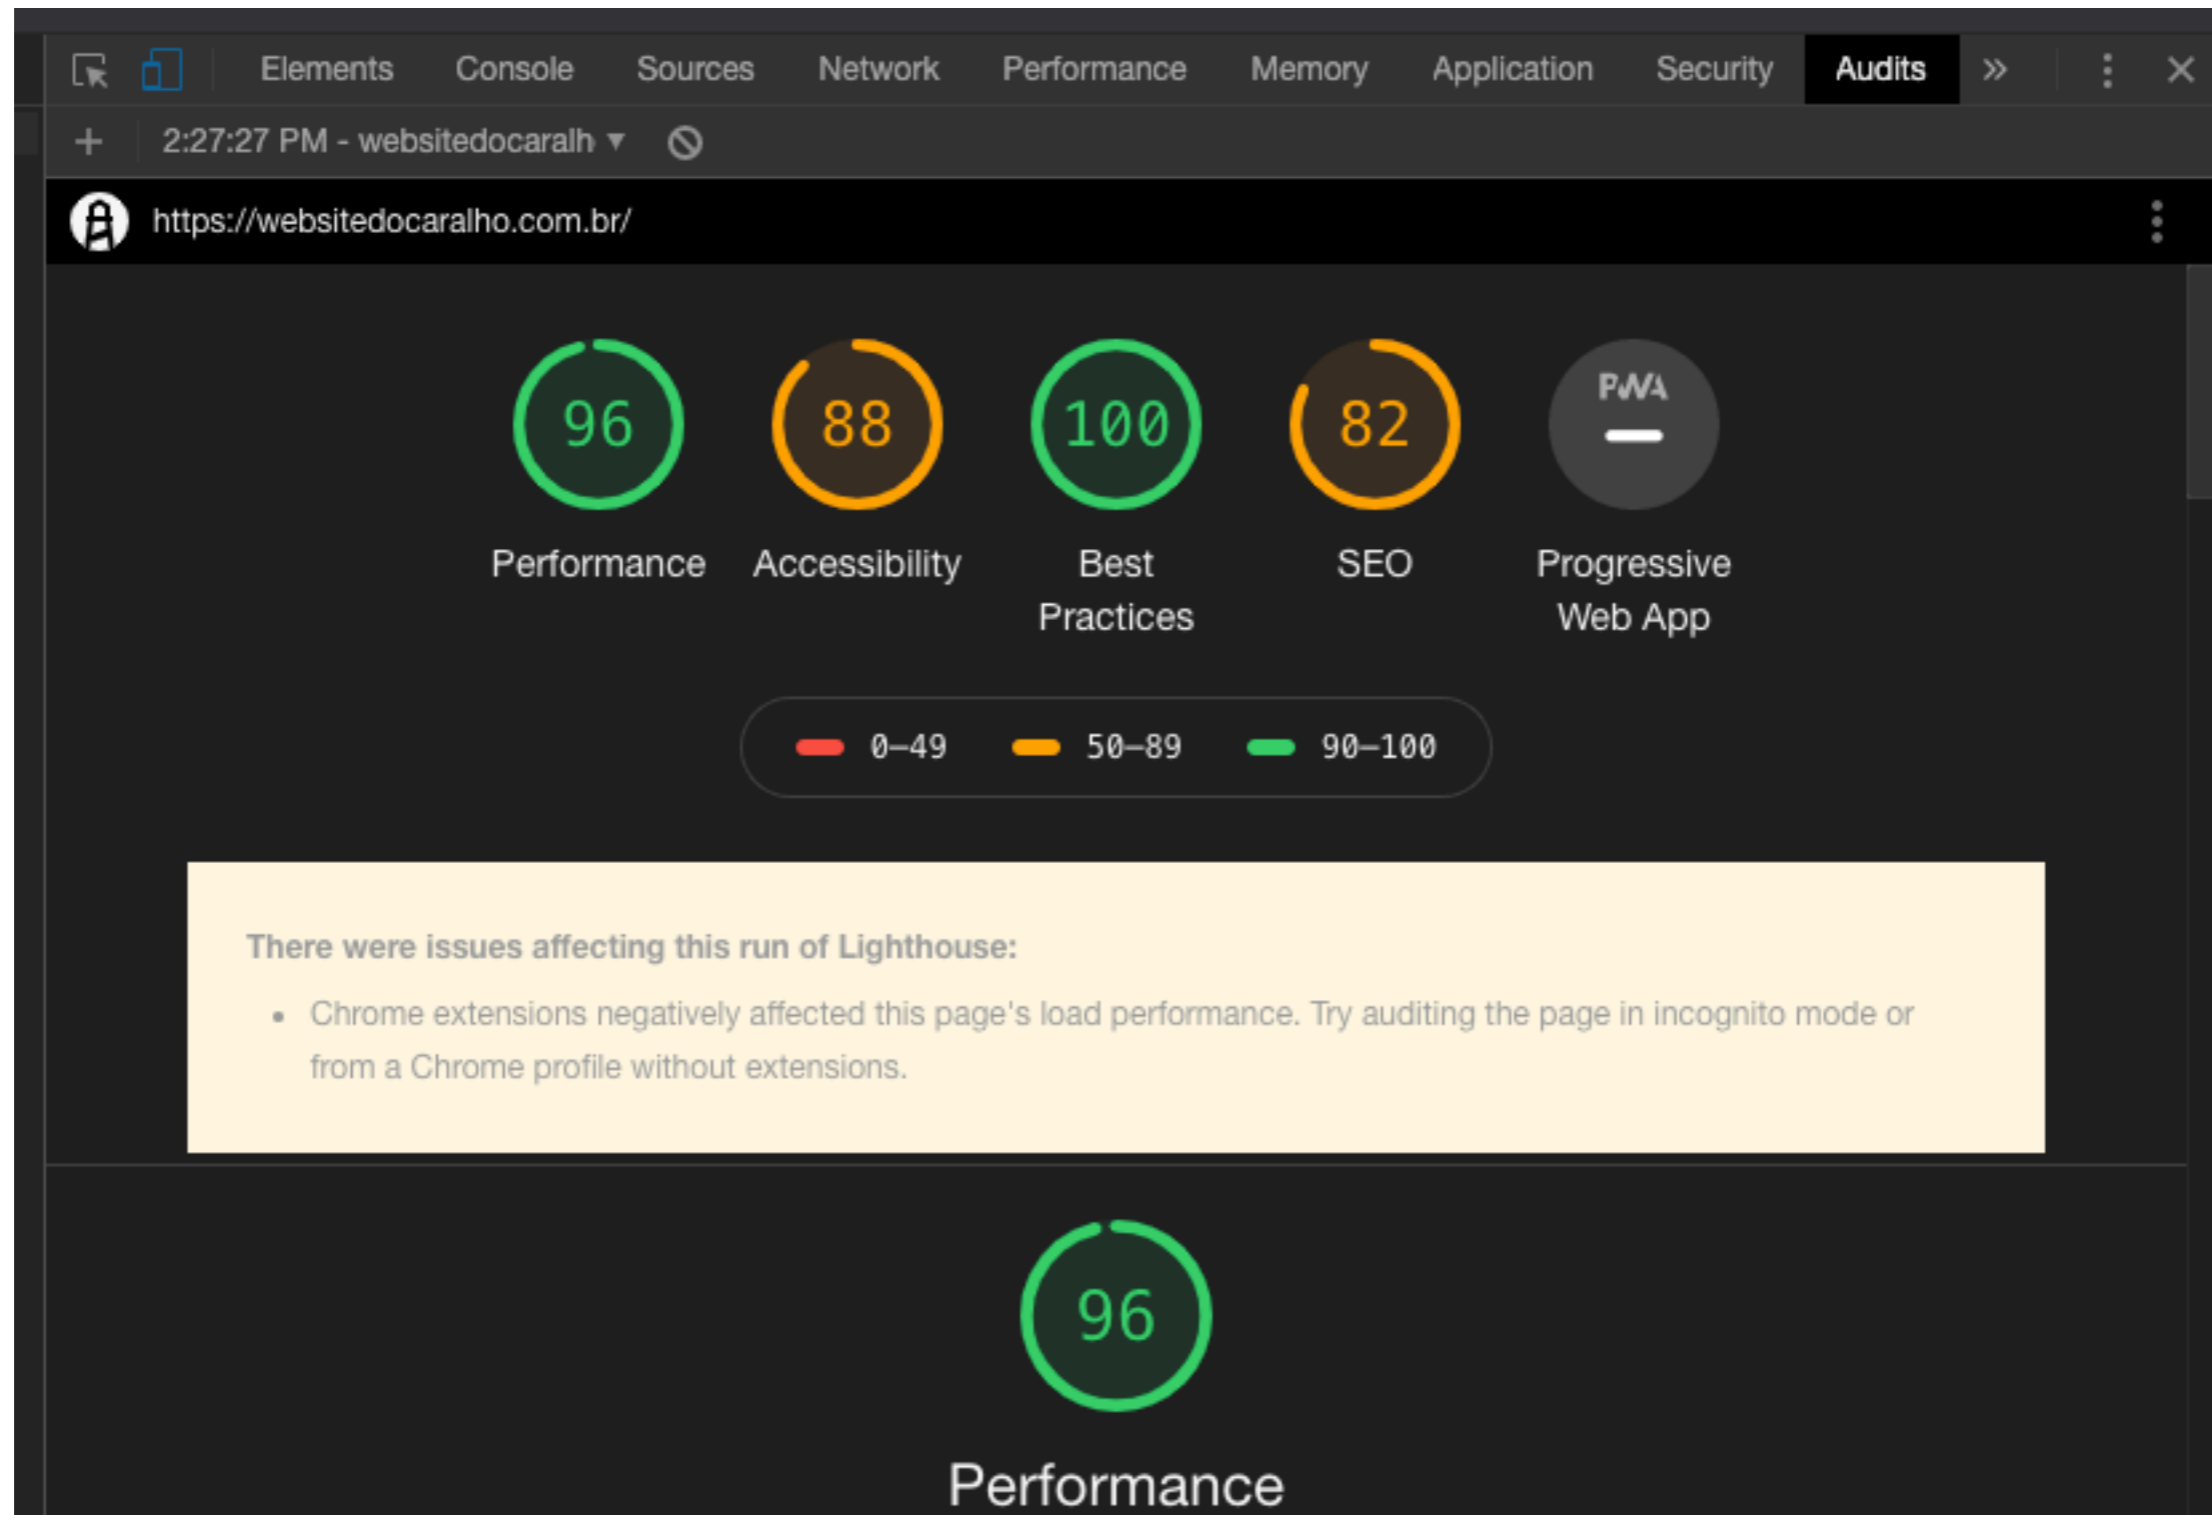 Elements Console Sources Network Performance Memory Application Security Audits »
2:27:27 PM - websitedocaralh ▼
https://websitedocaralho.com.br/
96 88 100 82 PWA
Performance Accessibility Best Practices SEO Progressive Web App
0–49 50–89 90–100
There were issues affecting this run of Lighthouse:
• Chrome extensions negatively affected this page's load performance. Try auditing the page in incognito mode or
from a Chrome profile without extensions.
96
Performance